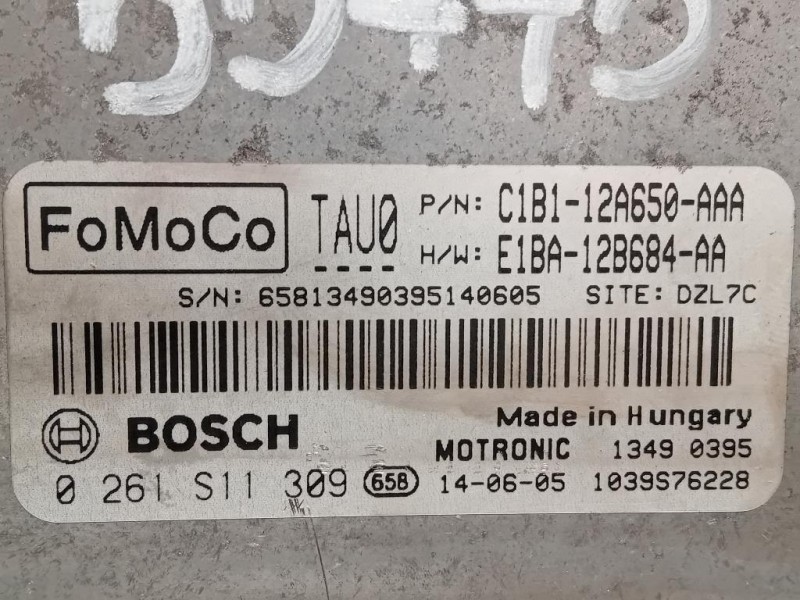 FoMoCo TAU0 P/N: C1B1-12A650-AAA
H/W: E1BA-12B684-AA
S/N: 65813490395140605 SITE: DZL7C
BOSCH Made in Hungary
MOTRONIC 1349 0395
0 261 S11 309 658 14-06-05 1039S76228